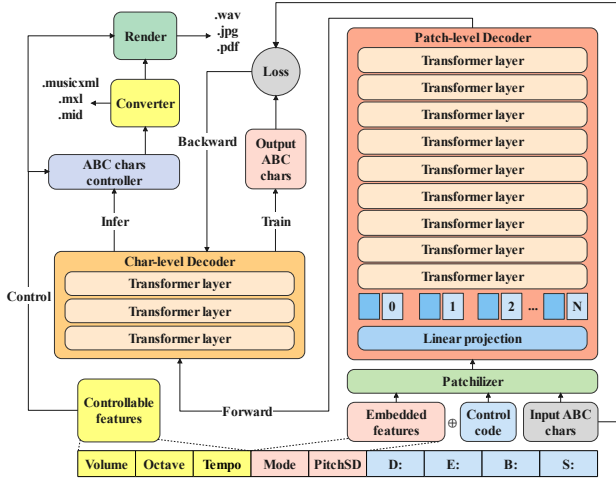 .wav
.jpg
.pdf
Render
.musicxml
.mxl
.mid
Converter
Loss
ABC chars
controller
Backward
Output
ABC
chars
Infer
Train
Char-level Decoder
Transformer layer
Transformer layer
Transformer layer
Control
Patch-level Decoder
Transformer layer
Transformer layer
Transformer layer
Transformer layer
Transformer layer
Transformer layer
Transformer layer
Transformer layer
Transformer layer
0 1 2 ... N
Linear projection
Patchilizer
Forward
Controllable
features
Embedded
features
⊕
Control
code
Input ABC
chars
Volume Octave Tempo Mode PitchSD D: E: B: S: